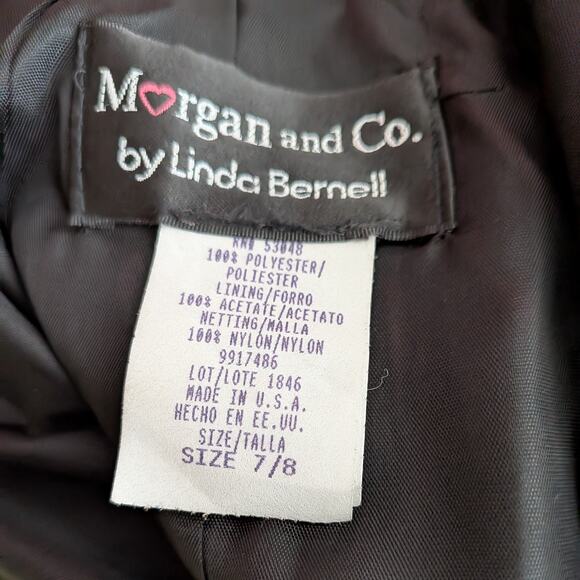 Morgan and Co.
by Linda Bernell
RN# 53048
100% POLYESTER/
POLIESTER
LINING/FORRO
100% ACETATE/ACETATO
NETTING/MALLA
100% NYLON/NYLON
9917486
LOT/LOTE 1846
MADE IN U.S.A.
HECHO EN EE.UU.
SIZE/TALLA
SIZE 7/8